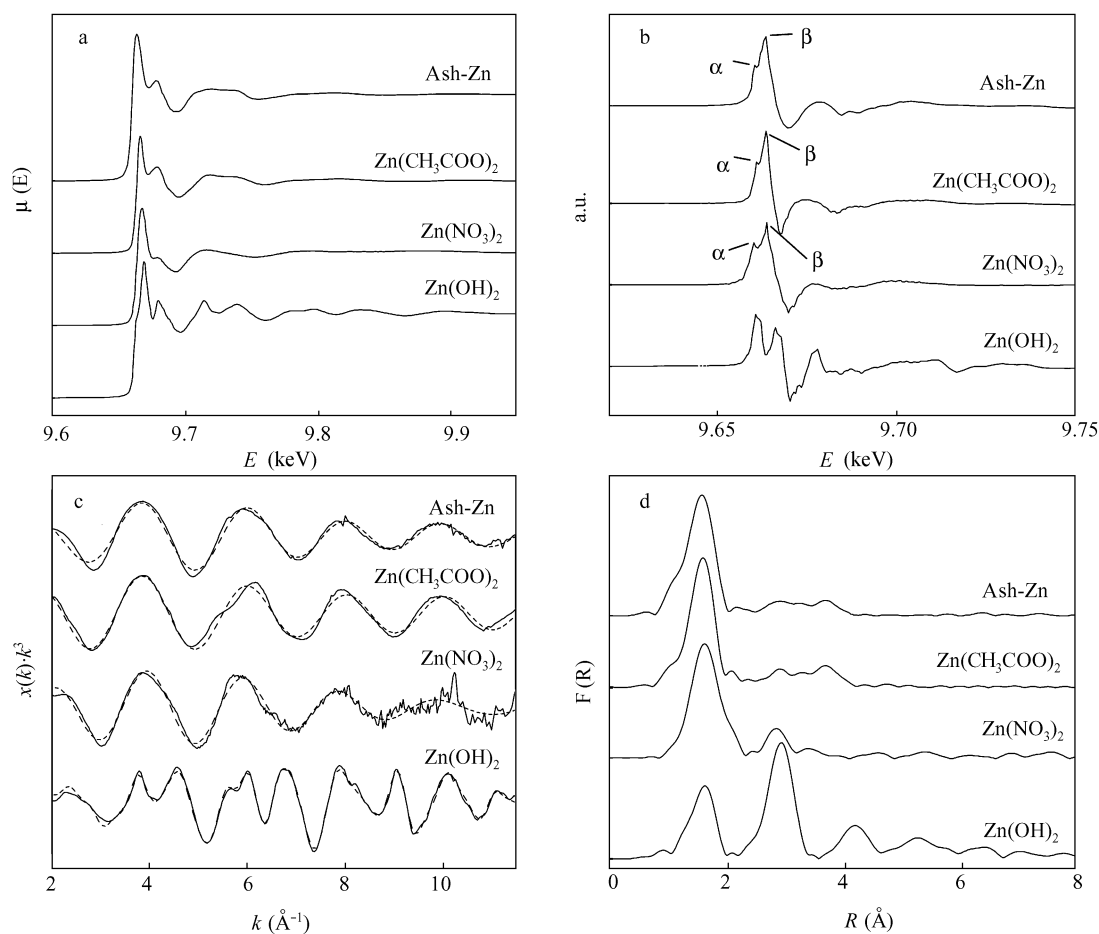 a
Ash-Zn
Zn(CH₃COO)₂
Zn(NO₃)₂
Zn(OH)₂
μ (E)
9.6 9.7 9.8 9.9
E (keV)
b
α β
Ash-Zn
α β
Zn(CH₃COO)₂
α β
Zn(NO₃)₂
Zn(OH)₂
a.u.
9.65 9.70 9.75
E (keV)
c
Ash-Zn
Zn(CH₃COO)₂
Zn(NO₃)₂
Zn(OH)₂
x(k)·k³
2 4 6 8 10
k (Å⁻¹)
d
Ash-Zn
Zn(CH₃COO)₂
Zn(NO₃)₂
Zn(OH)₂
F (R)
0 2 4 6 8
R (Å)